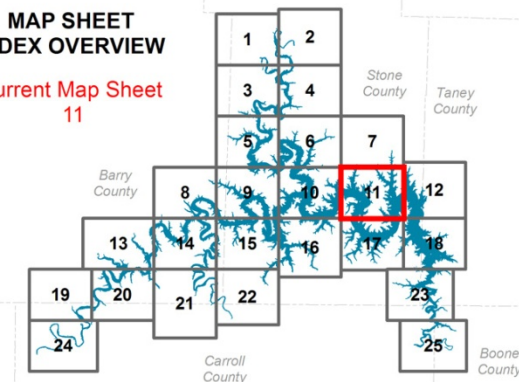 MAP SHEET
NDEX OVERVIEW
urrent Map Sheet
11
1
2
3
4
Stone
County
Taney
County
5
6
7
Barry
County
8
9
10
11
12
13
14
15
16
17
18
19
20
21
22
23
24
25
Carroll
County
Boone
County